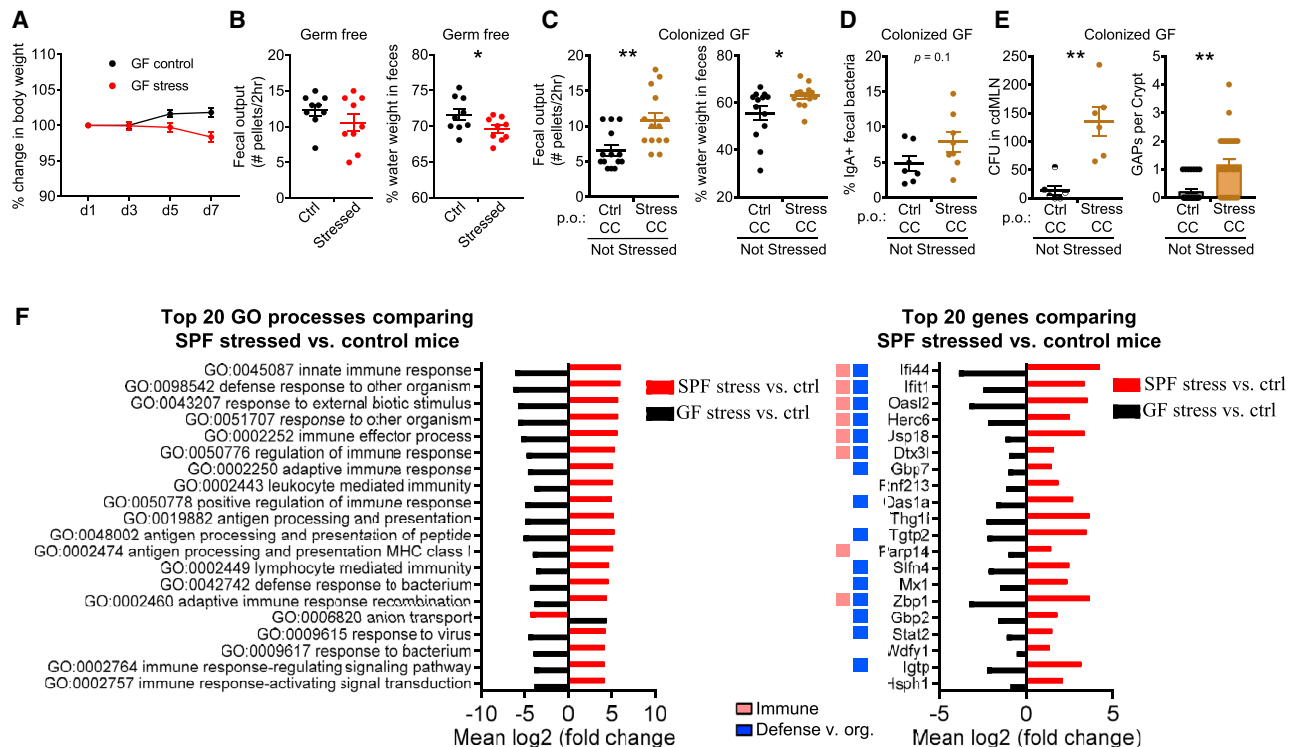 A
% change in body weight
110
105
100
95
90
GF control
GF stress
d1 d3 d5 d7
B
Germ free
Fecal output
(# pellets/2hr)
20
15
10
5
0
Ctrl
Stressed
Germ free
*
% water weight in feces
80
75
70
65
60
Ctrl
Stressed
C
Colonized GF
**
Fecal output
(# pellets/2hr)
20
15
10
5
0
Ctrl Stress
p.o.: CC CC
Not Stressed
*
% water weight in feces
80
60
40
20
Ctrl Stress
CC CC
Not Stressed
D
Colonized GF
p = 0.1
% IgA+ fecal bacteria
20
15
10
5
0
Ctrl Stress
p.o.: CC CC
Not Stressed
E
Colonized GF
**
CFU in cdMLN
250
200
150
100
50
0
Ctrl Stress
p.o.: CC CC
Not Stressed
**
GAPs per Crypt
5
4
3
2
1
0
Ctrl Stress
CC CC
Not Stressed
F
Top 20 GO processes comparing
SPF stressed vs. control mice
GO:0045087 innate immune response
GO:0098542 defense response to other organism
GO:0043207 response to external biotic stimulus
GO:0051707 response to other organism
GO:0002252 immune effector process
GO:0050776 regulation of immune response
GO:0002250 adaptive immune response
GO:0002443 leukocyte mediated immunity
GO:0050778 positive regulation of immune response
GO:0019882 antigen processing and presentation
GO:0048002 antigen processing and presentation of peptide
GO:0002474 antigen processing and presentation MHC class I
GO:0002449 lymphocyte mediated immunity
GO:0042742 defense response to bacterium
GO:0002460 adaptive immune response recombination
GO:0006820 anion transport
GO:0009615 response to virus
GO:0009617 response to bacterium
GO:0002764 immune response-regulating signaling pathway
GO:0002757 immune response-activating signal transduction
-10 -5 0 5 10
Mean log2 (fold change
SPF stress vs. ctrl
GF stress vs. ctrl
Top 20 genes comparing
SPF stressed vs. control mice
Ifi44
Ifit1
Oasl2
Herc6
Usp18
Dtx3l
Gbp7
Rnf213
Oas1a
Thg1l
Tgtp2
Parp14
Slfn4
Mx1
Zbp1
Gbp2
Stat2
Wdfy1
Igtp
Hsph1
-5 0 5
Mean log2 (fold change)
SPF stress vs. ctrl
GF stress vs. ctrl
Immune
Defense v. org.